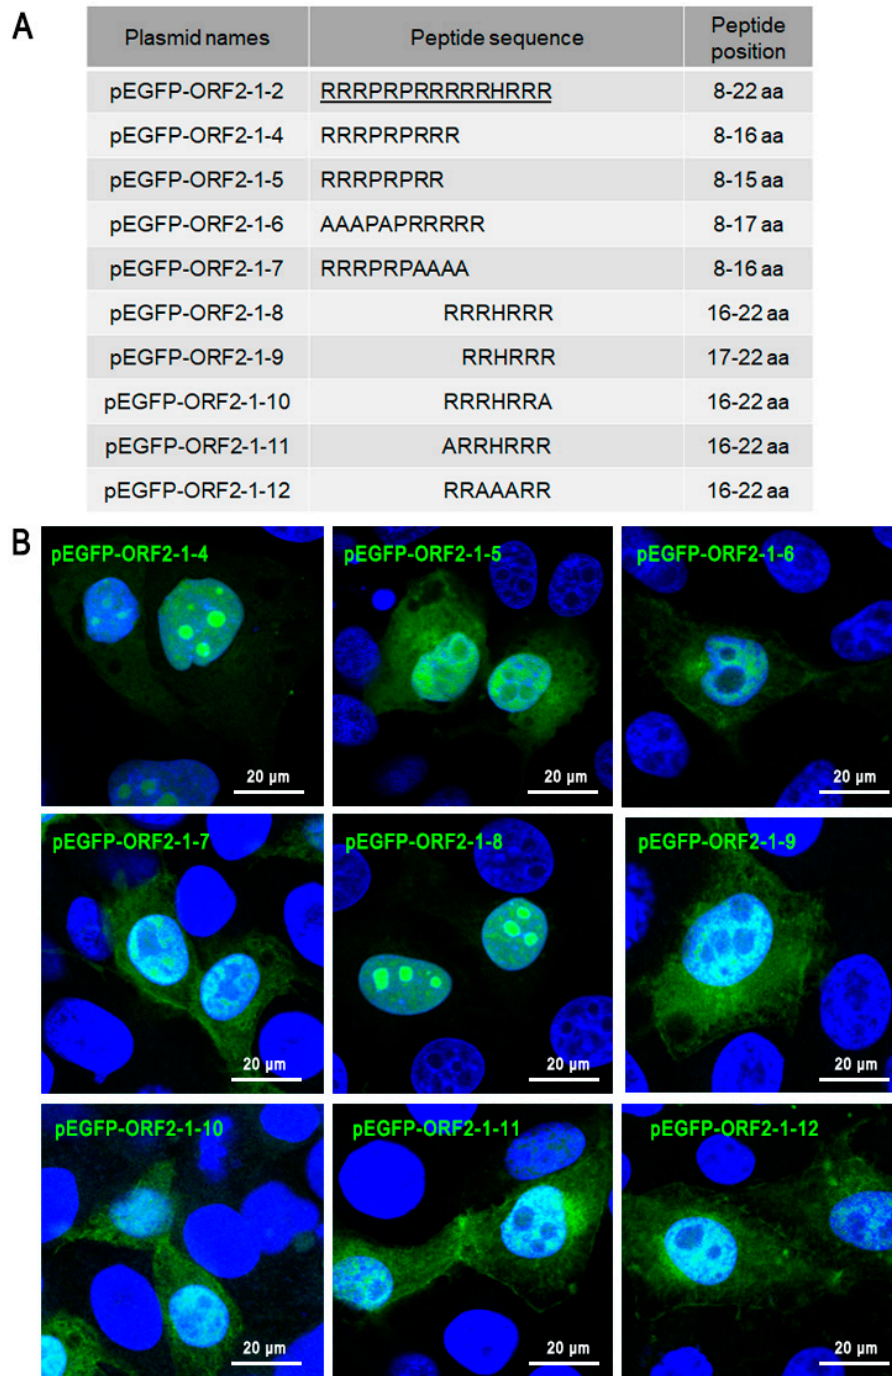 A
Plasmid names Peptide sequence Peptide position
pEGFP-ORF2-1-2 RRRPRPRRRRRHRRR 8-22 aa
pEGFP-ORF2-1-4 RRRPRPRRR 8-16 aa
pEGFP-ORF2-1-5 RRRPRPRR 8-15 aa
pEGFP-ORF2-1-6 AAAPAPRRRRR 8-17 aa
pEGFP-ORF2-1-7 RRRPRPAAAA 8-16 aa
pEGFP-ORF2-1-8 RRRHRRR 16-22 aa
pEGFP-ORF2-1-9 RRHRRR 17-22 aa
pEGFP-ORF2-1-10 RRRHRRA 16-22 aa
pEGFP-ORF2-1-11 ARRHRRR 16-22 aa
pEGFP-ORF2-1-12 RRAAARR 16-22 aa
B
pEGFP-ORF2-1-4 pEGFP-ORF2-1-5 pEGFP-ORF2-1-6
20 µm 20 µm 20 µm
pEGFP-ORF2-1-7 pEGFP-ORF2-1-8 pEGFP-ORF2-1-9
20 µm 20 µm 20 µm
pEGFP-ORF2-1-10 pEGFP-ORF2-1-11 pEGFP-ORF2-1-12
20 µm 20 µm 20 µm